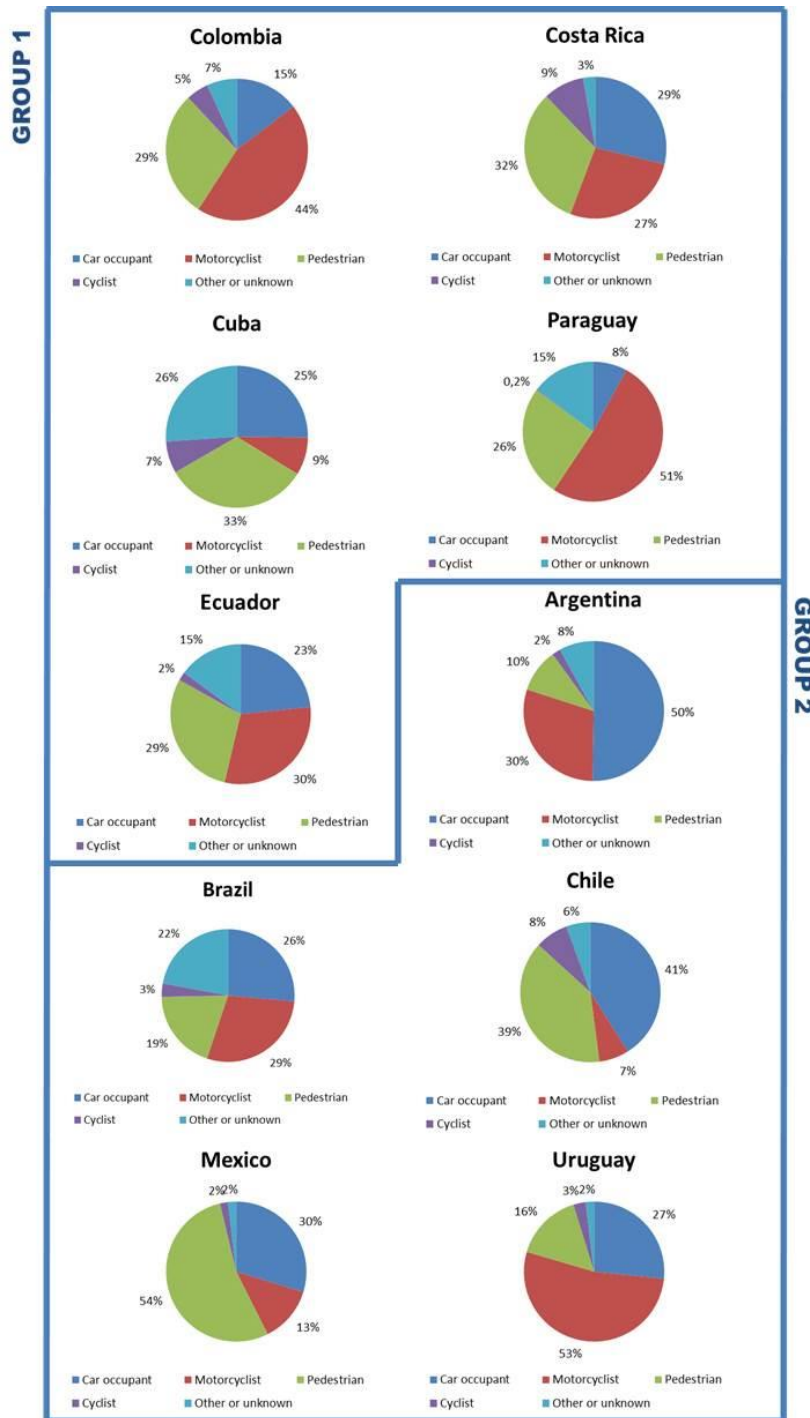 GROUP 1
Colombia
7%
15%
5%
29%
44%
Car occupant Motorcyclist Pedestrian
Cyclist Other or unknown
Costa Rica
3%
9%
29%
32%
27%
Car occupant Motorcyclist Pedestrian
Cyclist Other or unknown
Cuba
26%
25%
7%
9%
33%
Car occupant Motorcyclist Pedestrian
Cyclist Other or unknown
Paraguay
15%
8%
0,2%
26%
51%
Car occupant Motorcyclist Pedestrian
Cyclist Other or unknown
Ecuador
15%
23%
2%
29%
30%
Car occupant Motorcyclist Pedestrian
Cyclist Other or unknown
GROUP 2
Argentina
2%
8%
10%
50%
30%
Car occupant Motorcyclist Pedestrian
Cyclist Other or unknown
Brazil
22%
26%
3%
19%
29%
Car occupant Motorcyclist Pedestrian
Cyclist Other or unknown
Chile
6%
8%
41%
39%
7%
Car occupant Motorcyclist Pedestrian
Cyclist Other or unknown
Mexico
2% 2%
30%
54%
13%
Car occupant Motorcyclist Pedestrian
Cyclist Other or unknown
Uruguay
3% 2%
16%
27%
53%
Car occupant Motorcyclist Pedestrian
Cyclist Other or unknown